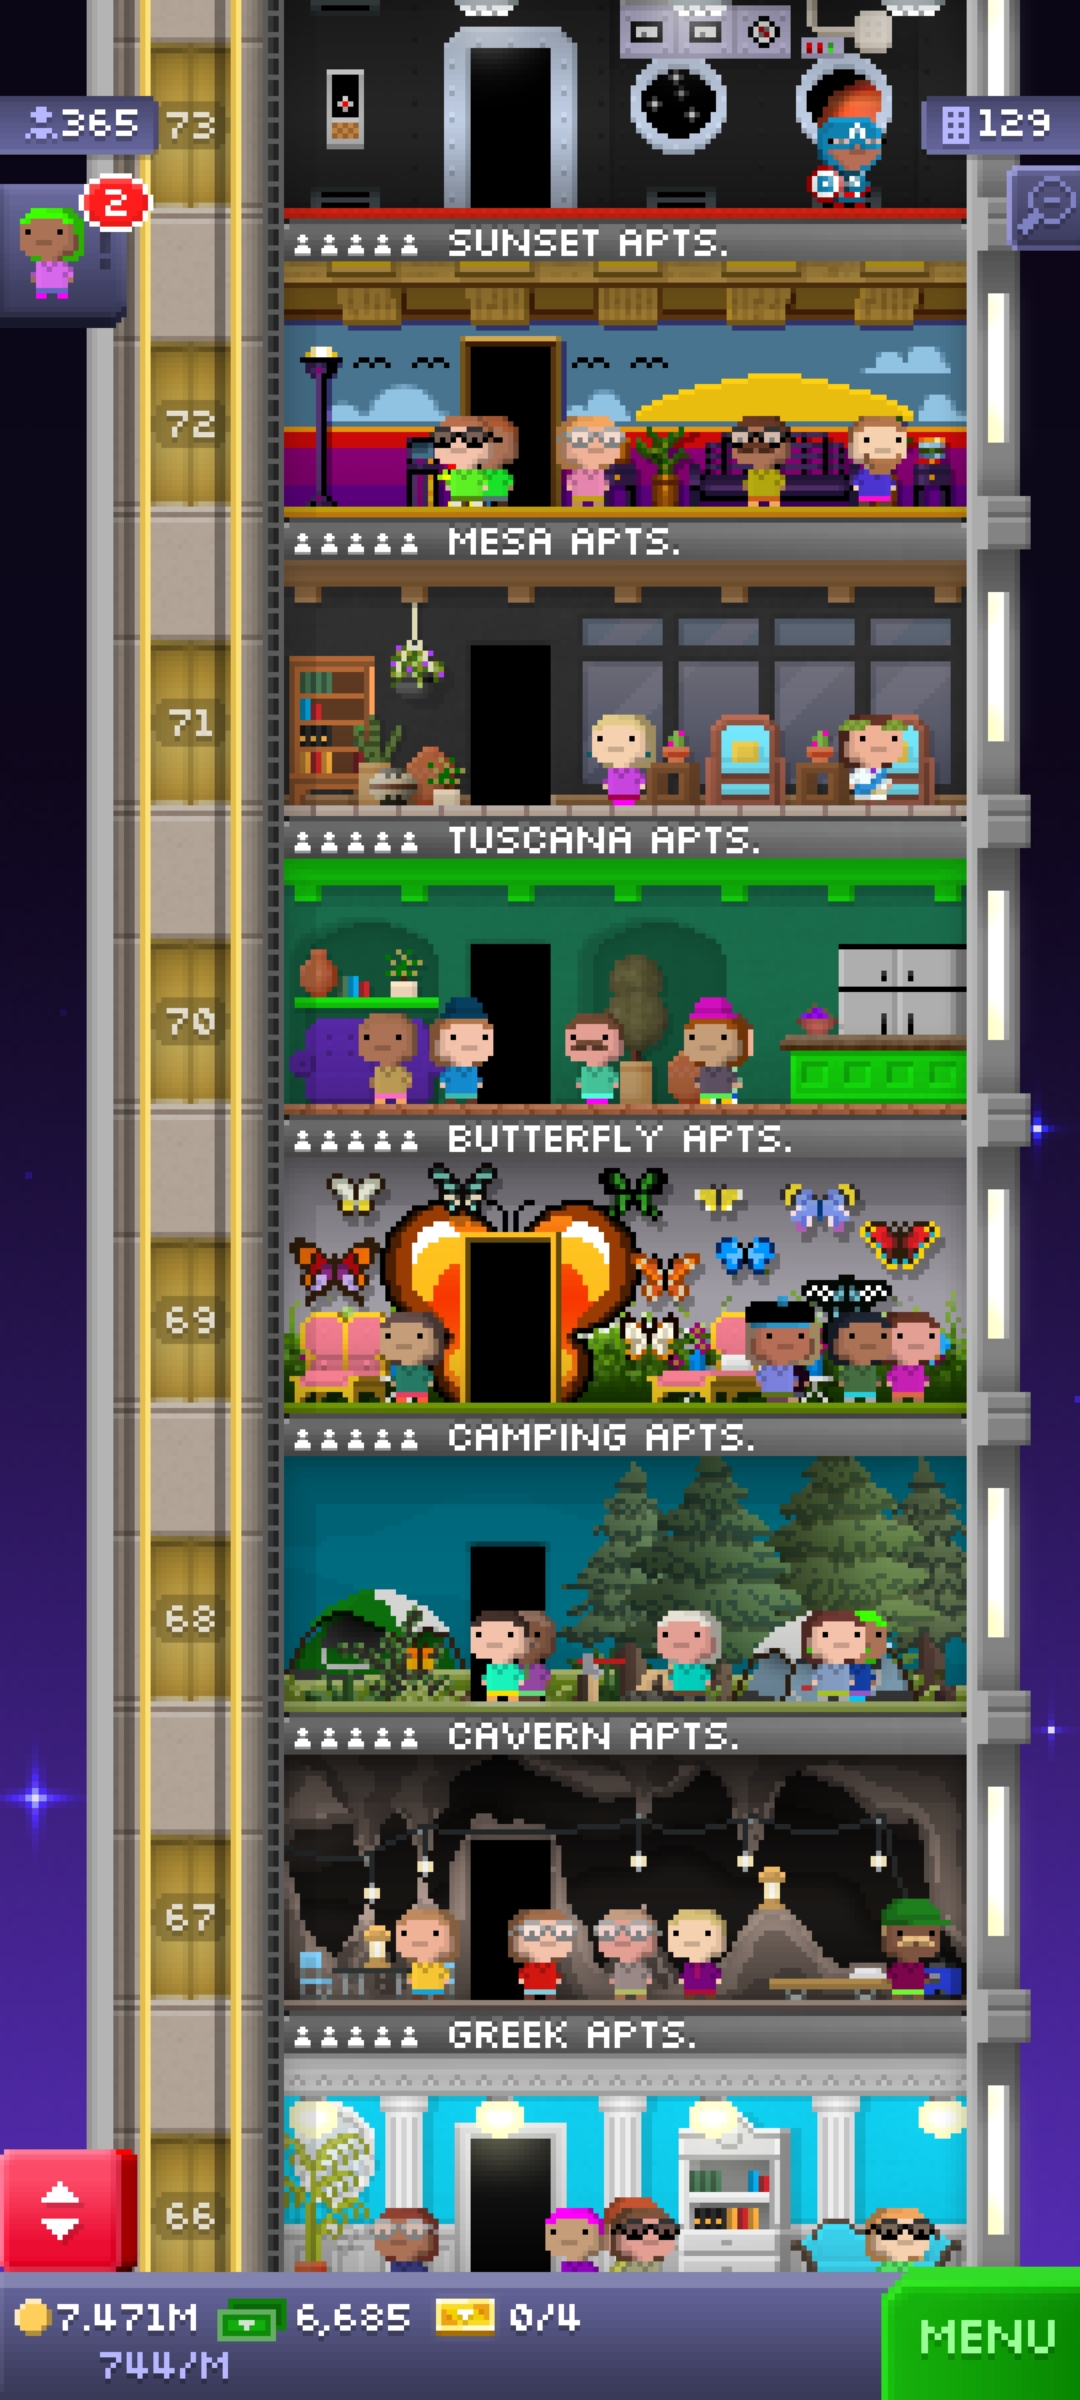 73
365
129
2
SUNSET APTS.
72
MESA APTS.
71
TUSCANA APTS.
70
BUTTERFLY APTS.
69
CAMPING APTS.
68
CAVERN APTS.
67
GREEK APTS.
66
7.471M 6,685 0/4
744/M
MENU